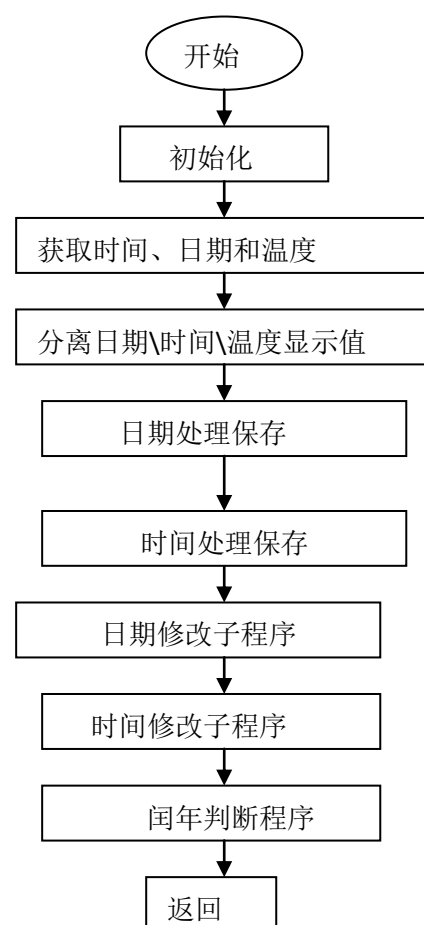 开始
初始化
获取时间、日期和温度
分离日期\时间\温度显示值
日期处理保存
时间处理保存
日期修改子程序
时间修改子程序
闰年判断程序
返回